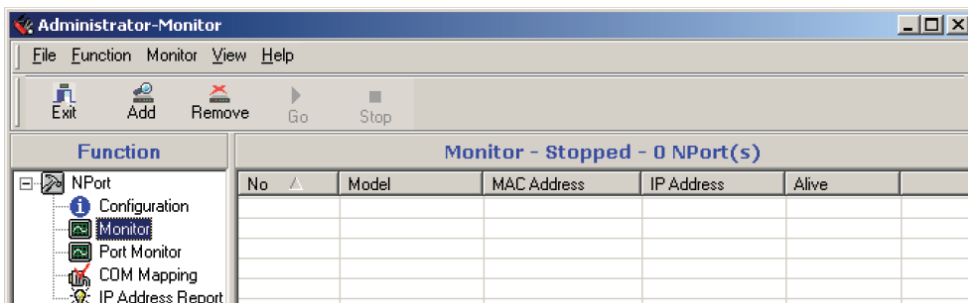 Administrator-Monitor
File Function Monitor View Help
Exit Add Remove Go Stop
Function
Monitor - Stopped - 0 NPort(s)
NPort
Configuration
Monitor
Port Monitor
COM Mapping
IP Address Report
No Model MAC Address IP Address Alive